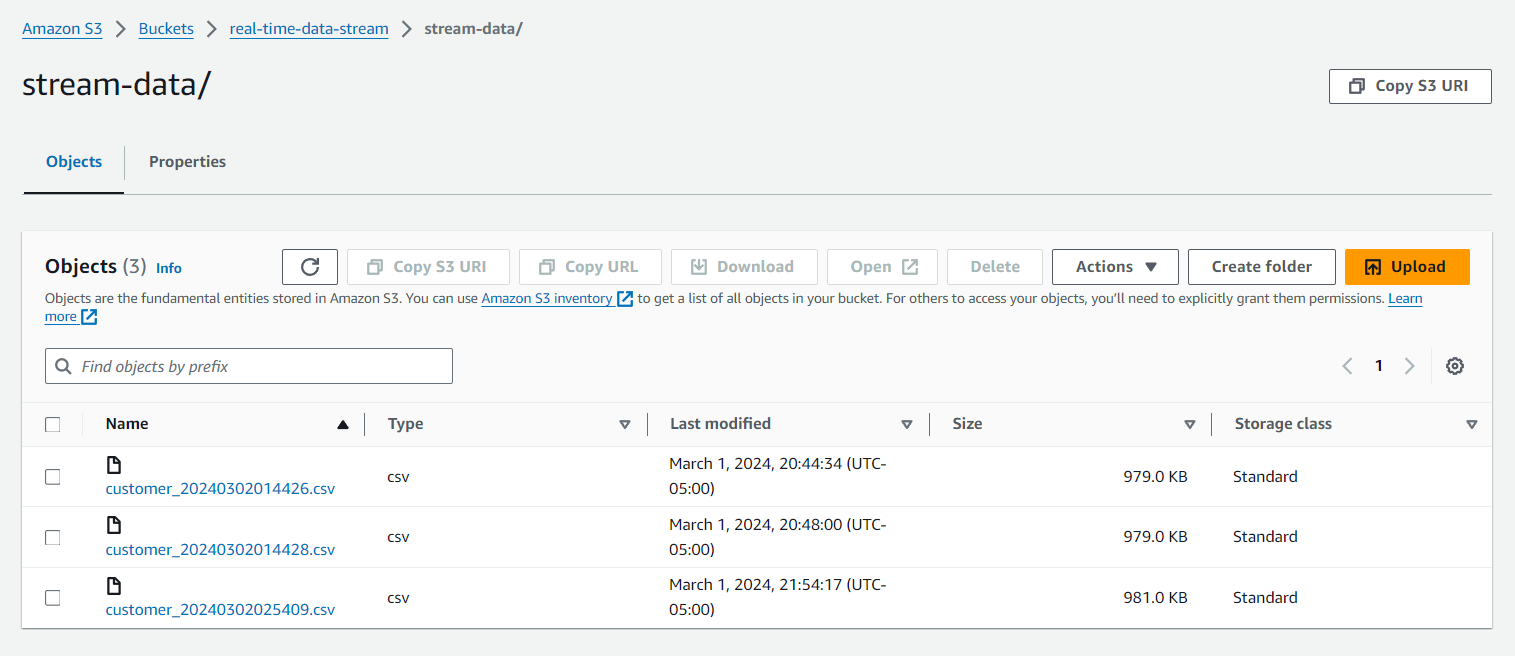 Amazon S3 > Buckets > real-time-data-stream > stream-data/
stream-data/
Copy S3 URI
Objects
Properties
Objects (3) Info
Copy S3 URI
Copy URL
Download
Open
Delete
Actions
Create folder
Upload
Objects are the fundamental entities stored in Amazon S3. You can use Amazon S3 inventory to get a list of all objects in your bucket. For others to access your objects, you’ll need to explicitly grant them permissions. Learn
more
Find objects by prefix
1
Name Type Last modified Size Storage class
March 1, 2024, 20:44:34 (UTC-
csv 979.0 KB Standard
customer_20240302014426.csv 05:00)
March 1, 2024, 20:48:00 (UTC-
csv 979.0 KB Standard
customer_20240302014428.csv 05:00)
March 1, 2024, 21:54:17 (UTC-
csv 981.0 KB Standard
customer_20240302025409.csv 05:00)